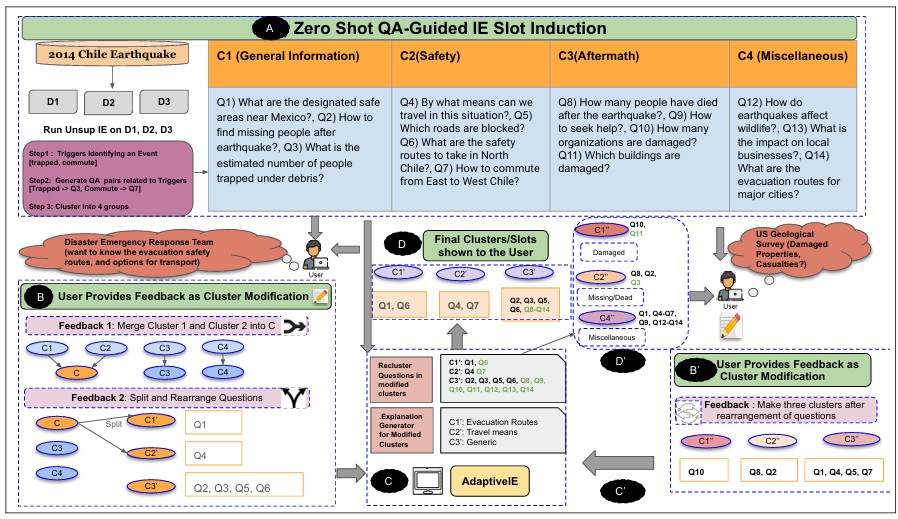 A Zero Shot QA-Guided IE Slot Induction
2014 Chile Earthquake
D1 D2 D3
Run Unsup IE on D1, D2, D3
Step1 : Triggers Identifying an Event
[trapped, commute]
Step2: Generate QA pairs related to Triggers
[Trapped -> Q3, Commute -> Q7]
Step 3: Cluster into 4 groups
C1 (General Information)
Q1) What are the designated safe
areas near Mexico?, Q2) How to
find missing people after
earthquake?, Q3) What is the
estimated number of people
trapped under debris?
C2(Safety)
Q4) By what means can we
travel in this situation?, Q5)
Which roads are blocked?
Q6) What are the safety
routes to take in North
Chile?, Q7) How to commute
from East to West Chile?
C3(Aftermath)
Q8) How many people have died
after the earthquake?, Q9) How
to seek help?, Q10) How many
organizations are damaged?
Q11) Which buildings are
damaged?
C4 (Miscellaneous)
Q12) How do
earthquakes affect
wildlife?, Q13) What is
the impact on local
businesses?, Q14)
What are the
evacuation routes for
major cities?
Disaster Emergency Response Team
(want to know the evacuation safety
routes, and options for transport)
User
B User Provides Feedback as Cluster Modification
Feedback 1: Merge Cluster 1 and Cluster 2 into C
C1 C2 C3 C4
C C3 C4
Feedback 2: Split and Rearrange Questions
C Split C1' Q1
C3 C2' Q4
C4 C3' Q2, Q3, Q5, Q6
D Final Clusters/Slots
shown to the User
C1' C2' C3'
Q1, Q6
Q4, Q7
Q2, Q3, Q5,
Q6, Q8-Q14
Recluster
Questions in
modified
clusters
C1': Q1, Q6
C2': Q4 Q7
C3': Q2, Q3, Q5, Q6, Q8, Q9,
Q10, Q11, Q12, Q13, Q14
.Explanation
Generator
for Modified
Clusters
C1': Evacuation Routes
C2': Travel means
C3': Generic
C AdaptiveIE
C1'' Q10,
Q11
Damaged
C2'' Q8, Q2,
Q3
Missing/Dead
C4'' Q1, Q4-Q7,
Q9, Q12-Q14
Miscellaneous
D'
US Geological
Survey (Damaged
Properties,
Casualties?)
User
B' User Provides Feedback as
Cluster Modification
Feedback : Make three clusters after
rearrangement of questions
C1'' C2'' C3''
Q10 Q8, Q2 Q1, Q4, Q5, Q7
C'